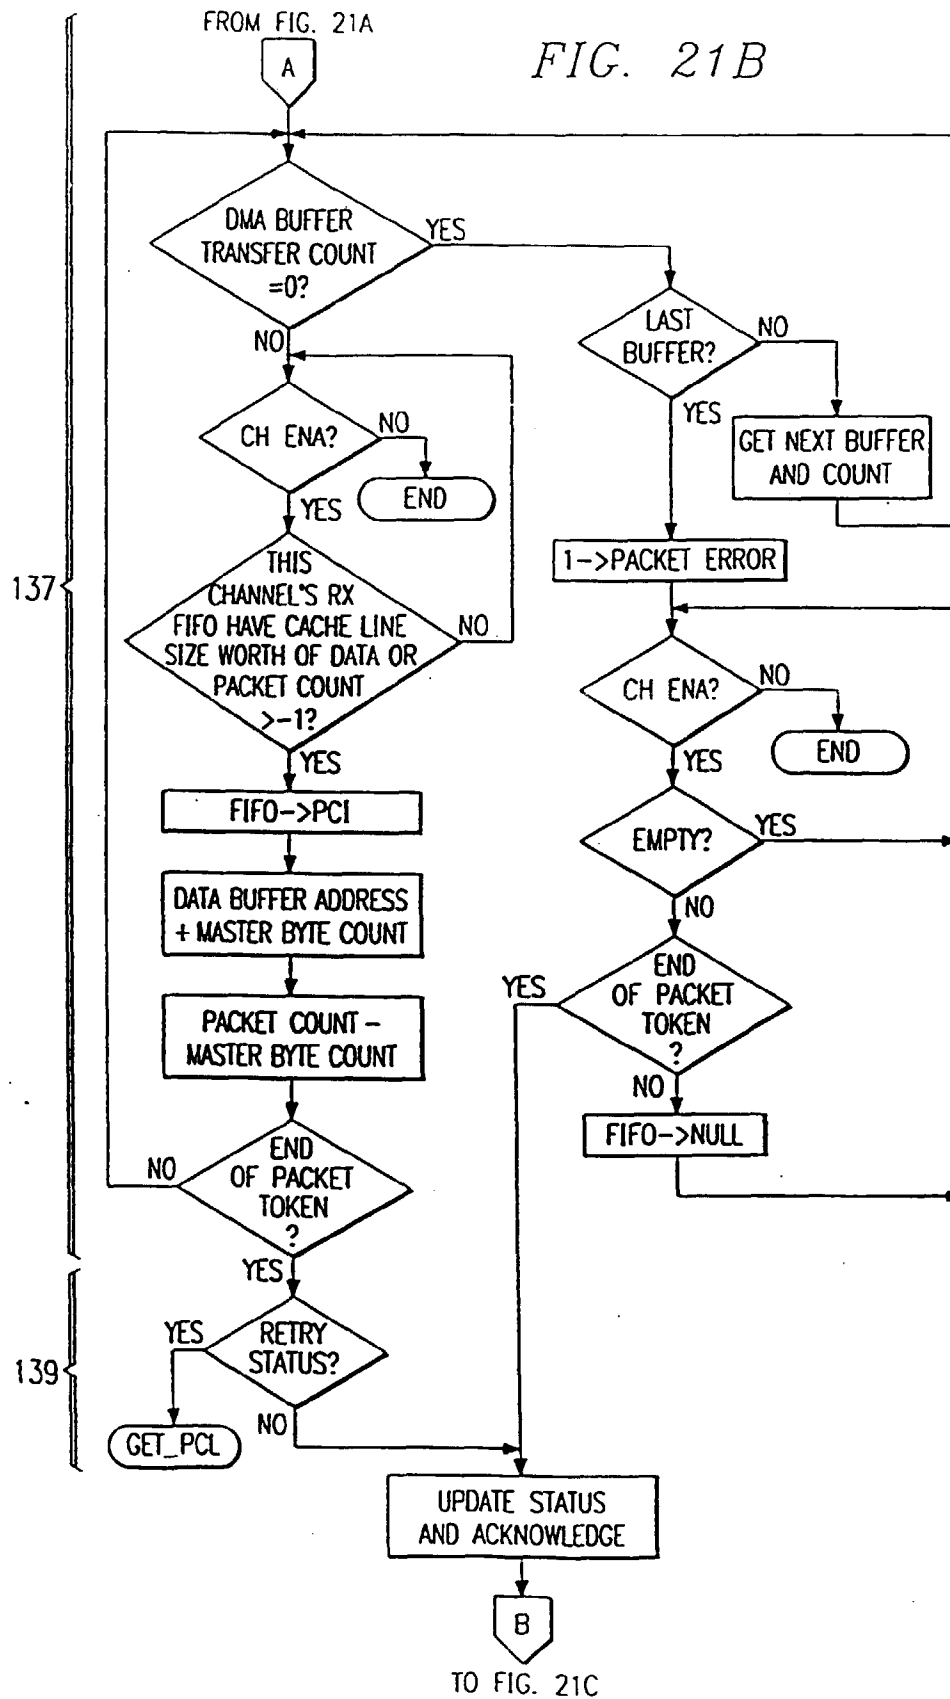 FROM FIG. 21A
A
FIG. 21B
DMA BUFFER
TRANSFER COUNT
=0?
YES
NO
LAST
BUFFER?
NO
YES
GET NEXT BUFFER
AND COUNT
CH ENA?
NO
END
YES
1->PACKET ERROR
THIS
CHANNEL'S RX
FIFO HAVE CACHE LINE
SIZE WORTH OF DATA OR
PACKET COUNT
>-1?
NO
YES
137
CH ENA?
NO
END
YES
FIFO->PCI
EMPTY?
YES
NO
DATA BUFFER ADDRESS
+ MASTER BYTE COUNT
END
OF PACKET
TOKEN
?
YES
NO
PACKET COUNT -
MASTER BYTE COUNT
FIFO->NULL
END
OF PACKET
TOKEN
?
NO
YES
139
RETRY
STATUS?
YES
NO
GET_PCL
UPDATE STATUS
AND ACKNOWLEDGE
B
TO FIG. 21C